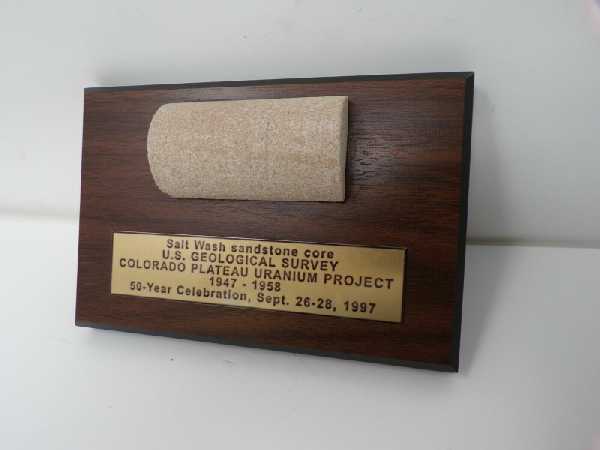 Salt Wash sandstone core
U.S. GEOLOGICAL SURVEY
COLORADO PLATEAU URANIUM PROJECT
1947 - 1958
50-Year Celebration, Sept. 26-28, 1997